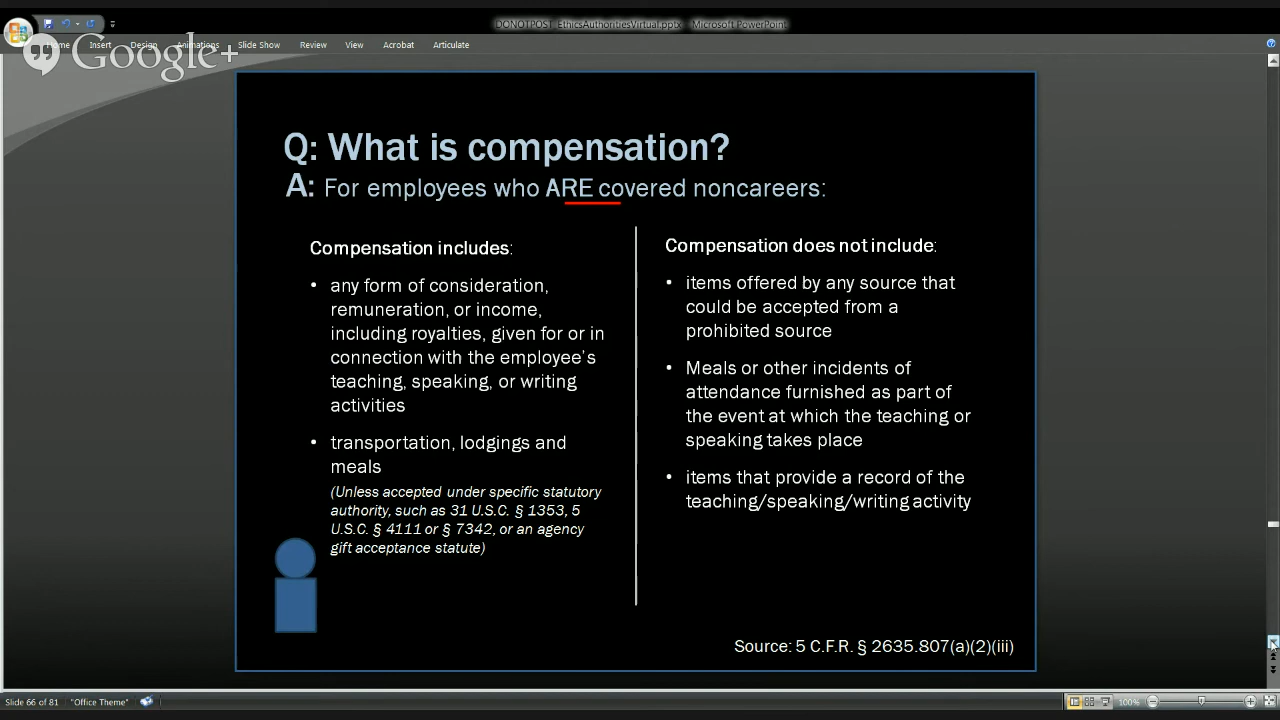 DONOTPOST_EthicsAuthoritiesVirtual.pptx - Microsoft PowerPoint
Home Insert Design Animations Slide Show Review View Acrobat Articulate
Google+
Q: What is compensation?
A: For employees who ARE covered noncareers:
Compensation includes:
• any form of consideration,
remuneration, or income,
including royalties, given for or in
connection with the employee's
teaching, speaking, or writing
activities
• transportation, lodgings and
meals
(Unless accepted under specific statutory
authority, such as 31 U.S.C. § 1353, 5
U.S.C. § 4111 or § 7342, or an agency
gift acceptance statute)
Compensation does not include:
• items offered by any source that
could be accepted from a
prohibited source
• Meals or other incidents of
attendance furnished as part of
the event at which the teaching or
speaking takes place
• items that provide a record of the
teaching/speaking/writing activity
Source: 5 C.F.R. § 2635.807(a)(2)(iii)
Slide 66 of 81 "Office Theme" 100%